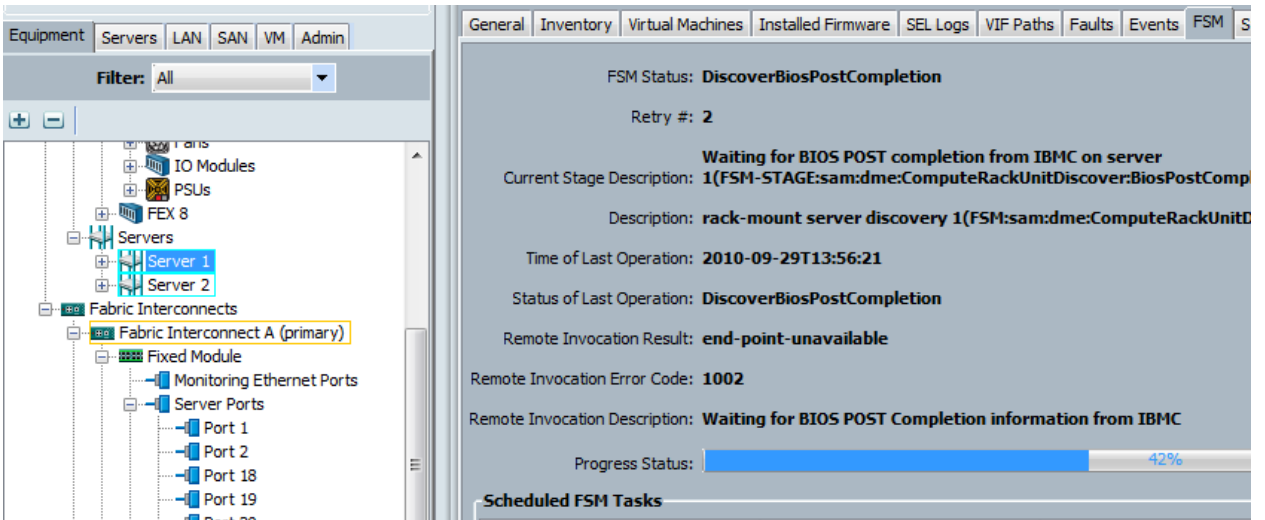 Equipment Servers LAN SAN VM Admin
Filter: All
Fans
IO Modules
PSUs
FEX 8
Servers
Server 1
Server 2
Fabric Interconnects
Fabric Interconnect A (primary)
Fixed Module
Monitoring Ethernet Ports
Server Ports
Port 1
Port 2
Port 18
Port 19
General Inventory Virtual Machines Installed Firmware SEL Logs VIF Paths Faults Events FSM S
FSM Status: DiscoverBiosPostCompletion
Retry #: 2
Waiting for BIOS POST completion from IBMC on server
Current Stage Description: 1(FSM-STAGE:sam:dme:ComputeRackUnitDiscover:BiosPostCompl
Description: rack-mount server discovery 1(FSM:sam:dme:ComputeRackUnitD
Time of Last Operation: 2010-09-29T13:56:21
Status of Last Operation: DiscoverBiosPostCompletion
Remote Invocation Result: end-point-unavailable
Remote Invocation Error Code: 1002
Remote Invocation Description: Waiting for BIOS POST Completion information from IBMC
Progress Status: 42%
Scheduled FSM Tasks